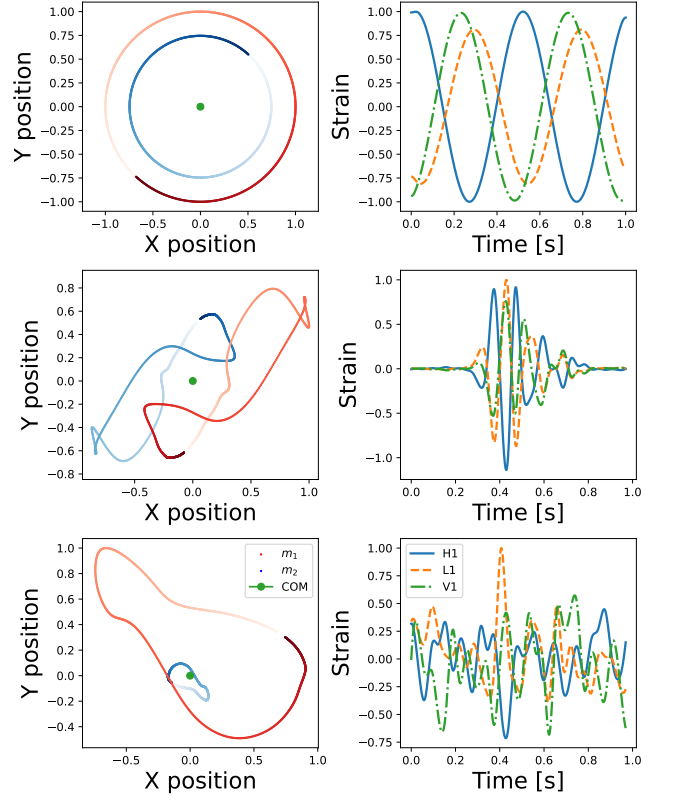 1.00
0.75
0.50
0.25
0.00
−0.25
−0.50
−0.75
−1.00
Y position
−1.0 −0.5 0.0 0.5 1.0
X position
1.00
0.75
0.50
0.25
0.00
−0.25
−0.50
−0.75
−1.00
Strain
0.0 0.2 0.4 0.6 0.8 1.0
Time [s]
0.8
0.6
0.4
0.2
0.0
−0.2
−0.4
−0.6
−0.8
Y position
−0.5 0.0 0.5 1.0
X position
1.0
0.5
0.0
−0.5
−1.0
Strain
0.0 0.2 0.4 0.6 0.8 1.0
Time [s]
1.0
0.8
0.6
0.4
0.2
0.0
−0.2
−0.4
Y position
m₁
m₂
COM
−0.5 0.0 0.5 1.0
X position
1.00
0.75
0.50
0.25
0.00
−0.25
−0.50
−0.75
Strain
H1
L1
V1
0.0 0.2 0.4 0.6 0.8 1.0
Time [s]